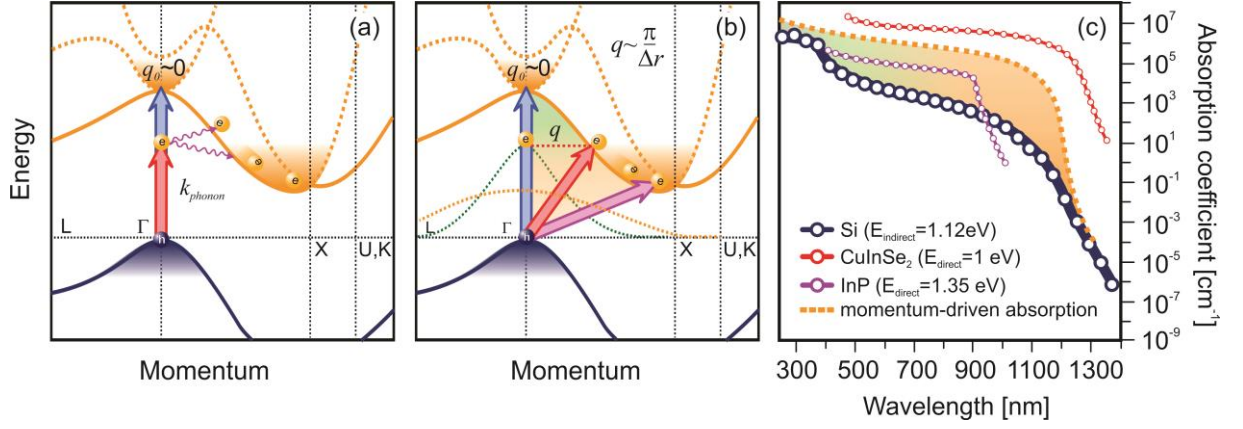 (a)
q₀~0
e
e
e
e
k_phonon
L
Γ
h
X
U,K
Energy
Momentum
(b)
q₀~0
q~ π/Δr
e
q
e
e
e
L
Γ
h
X
U,K
Momentum
(c)
Si (E_indirect=1.12eV)
CuInSe₂ (E_direct=1 eV)
InP (E_direct=1.35 eV)
momentum-driven absorption
10⁷
10⁵
10³
10¹
10⁻¹
10⁻³
10⁻⁵
10⁻⁷
10⁻⁹
Absorption coefficient [cm⁻¹]
300 500 700 900 1100 1300
Wavelength [nm]